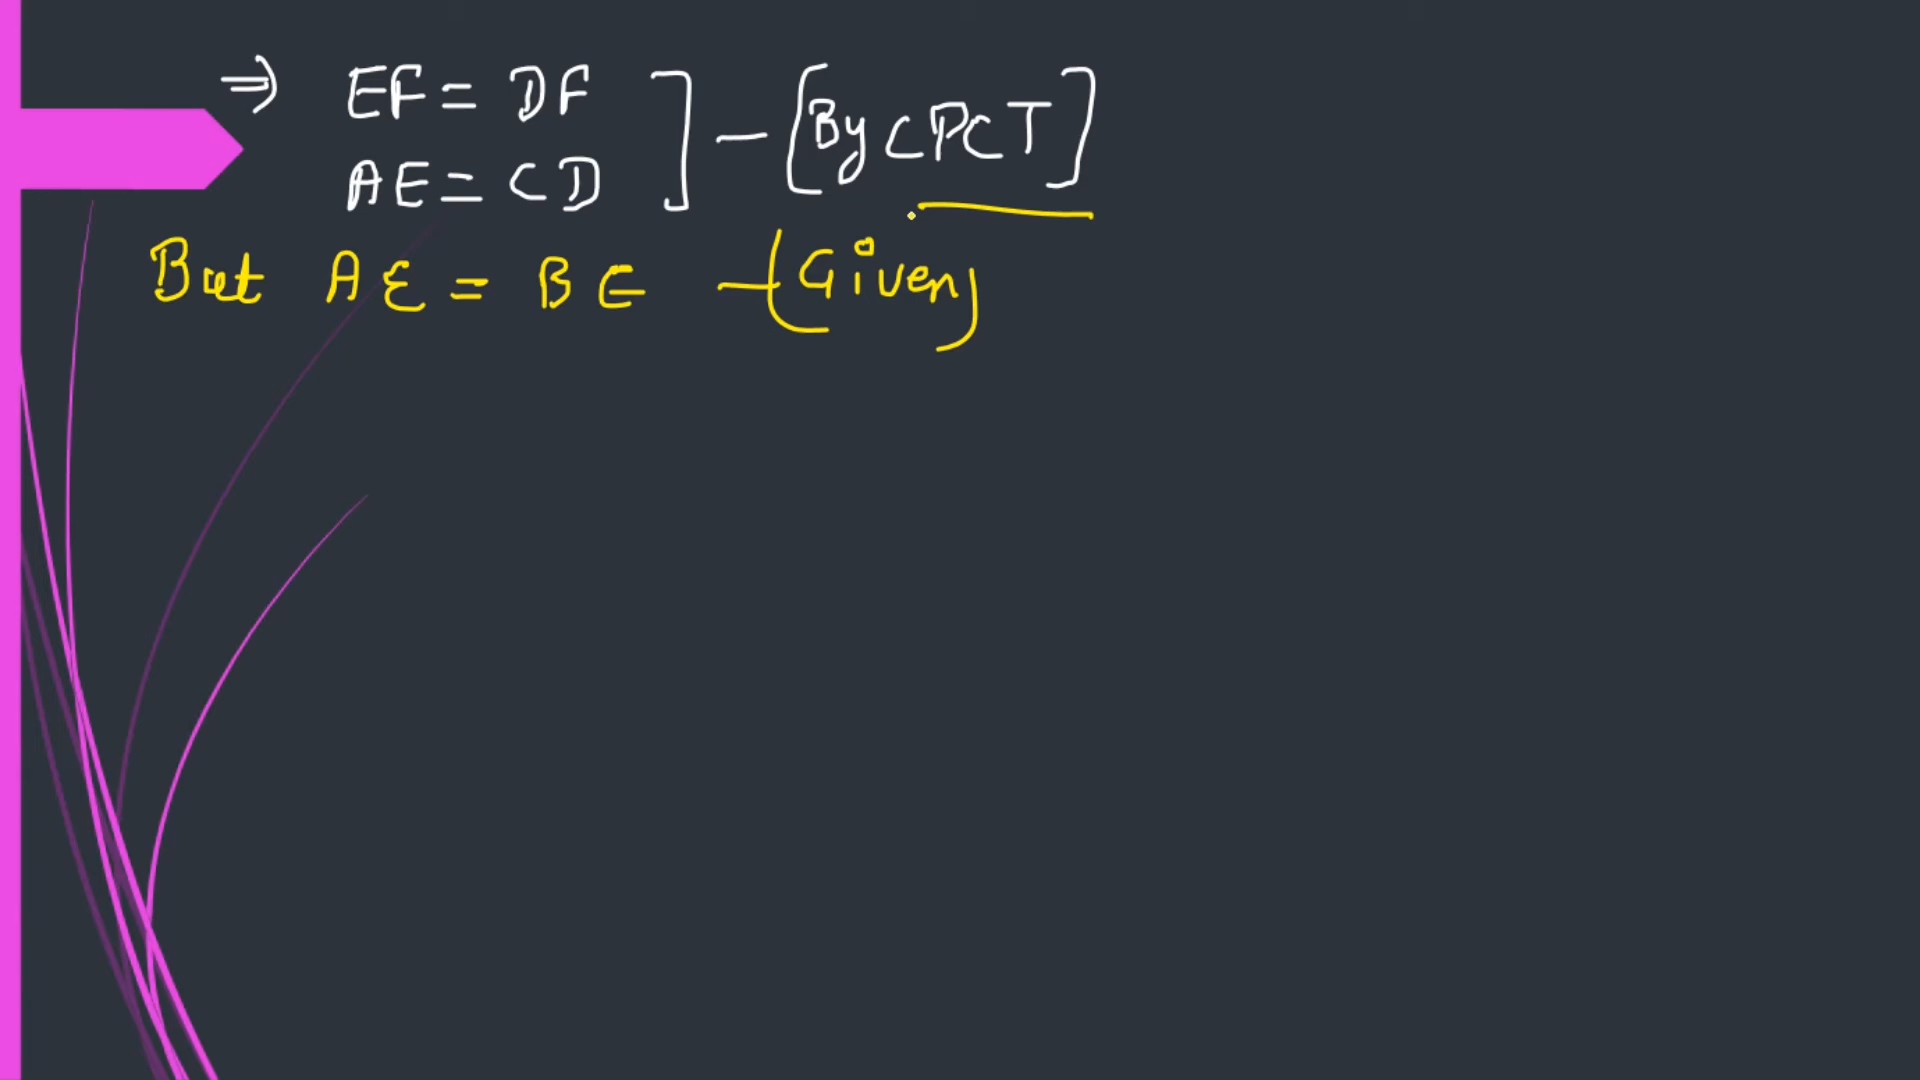 ⇒ EF = DF ] - [By CPCT]
AE = CD
But AE = BE - (Given)